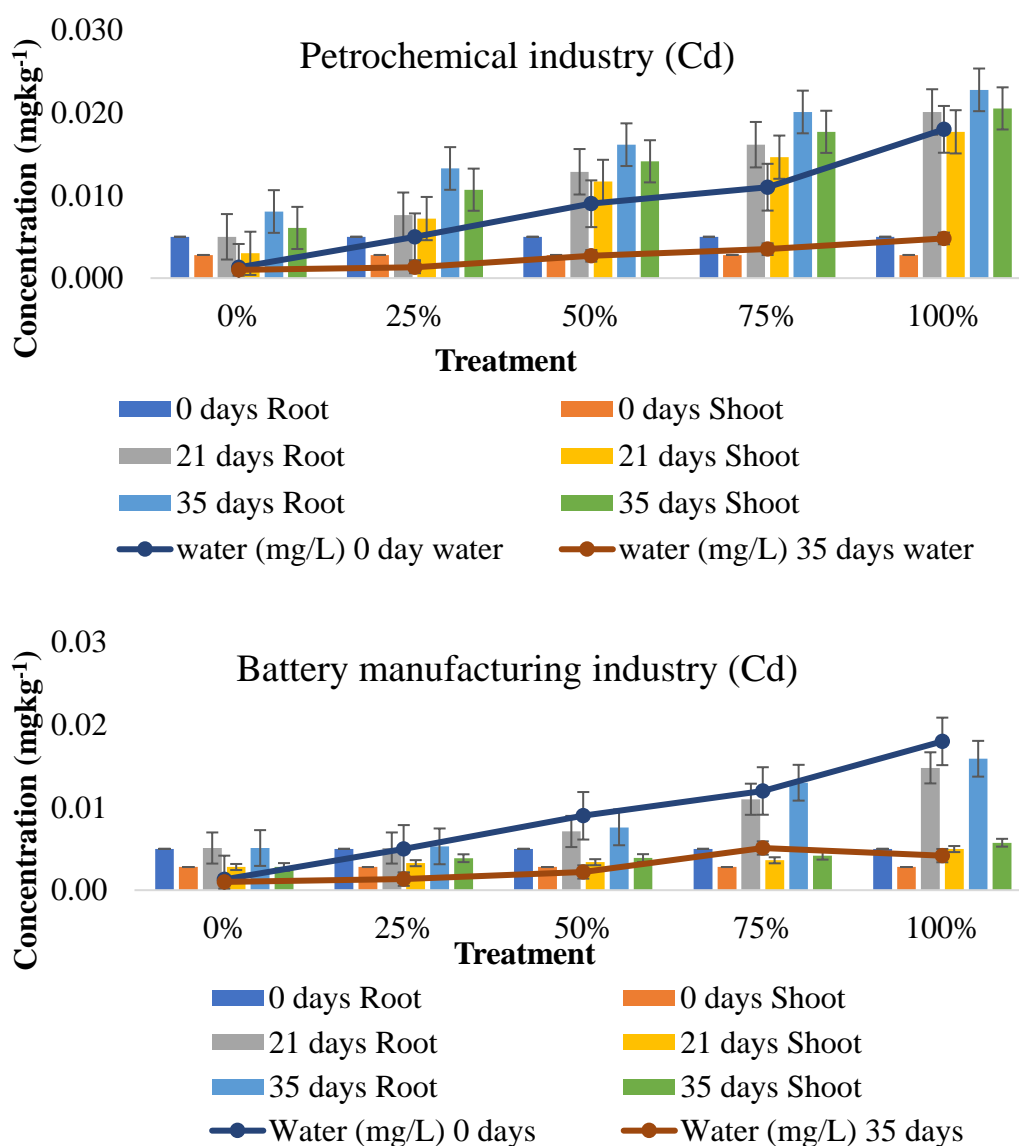 0.030
Petrochemical industry (Cd)
0.020
0.010
0.000
Concentration (mgkg-1)
0% 25% 50% 75% 100%
Treatment
0 days Root 0 days Shoot
21 days Root 21 days Shoot
35 days Root 35 days Shoot
water (mg/L) 0 day water water (mg/L) 35 days water
0.03
Battery manufacturing industry (Cd)
0.02
0.01
0.00
Concentration (mgkg-1)
0% 25% 50% 75% 100%
Treatment
0 days Root 0 days Shoot
21 days Root 21 days Shoot
35 days Root 35 days Shoot
Water (mg/L) 0 days Water (mg/L) 35 days